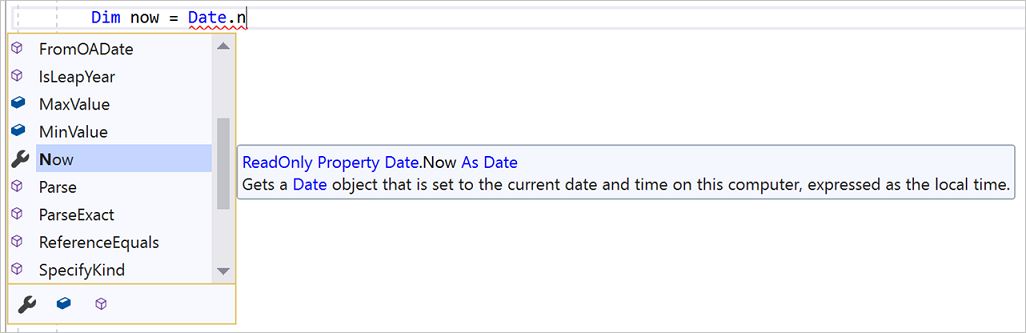 Dim now = Date.n
FromOADate
IsLeapYear
MaxValue
MinValue
Now
ReadOnly Property Date.Now As Date
Gets a Date object that is set to the current date and time on this computer, expressed as the local time.
Parse
ParseExact
ReferenceEquals
SpecifyKind